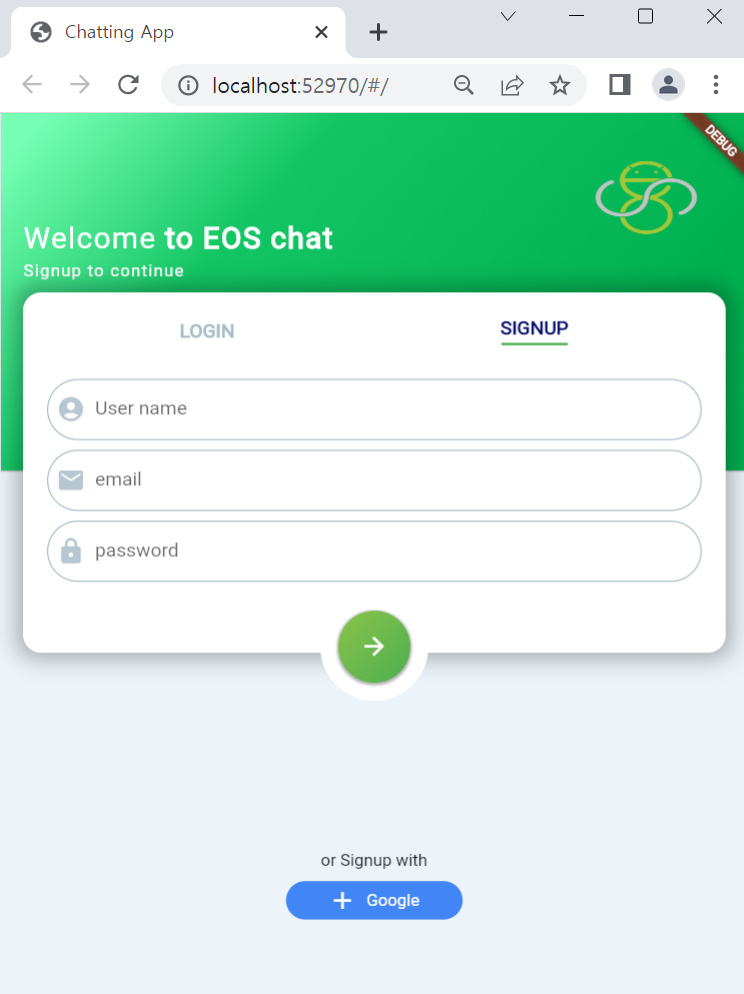 Chatting App
localhost:52970/#/
DEBUG
Welcome to EOS chat
Signup to continue
LOGIN
SIGNUP
User name
email
password
or Signup with
Google